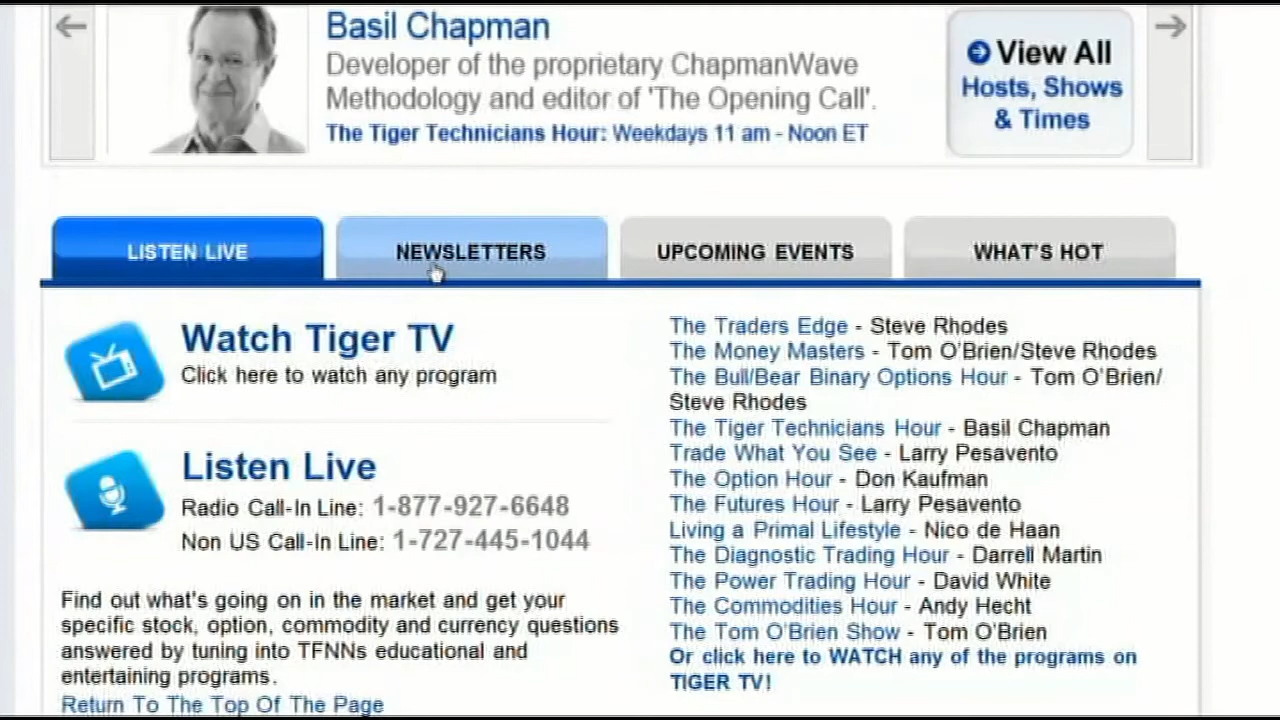 Basil Chapman
Developer of the proprietary ChapmanWave
Methodology and editor of 'The Opening Call'.
The Tiger Technicians Hour: Weekdays 11 am - Noon ET
View All
Hosts, Shows
& Times
LISTEN LIVE
NEWSLETTERS
UPCOMING EVENTS
WHAT'S HOT
Watch Tiger TV
Click here to watch any program
Listen Live
Radio Call-In Line: 1-877-927-6648
Non US Call-In Line: 1-727-445-1044
Find out what's going on in the market and get your
specific stock, option, commodity and currency questions
answered by tuning into TFNNs educational and
entertaining programs.
Return To The Top Of The Page
The Traders Edge - Steve Rhodes
The Money Masters - Tom O'Brien/Steve Rhodes
The Bull/Bear Binary Options Hour - Tom O'Brien/
Steve Rhodes
The Tiger Technicians Hour - Basil Chapman
Trade What You See - Larry Pesavento
The Option Hour - Don Kaufman
The Futures Hour - Larry Pesavento
Living a Primal Lifestyle - Nico de Haan
The Diagnostic Trading Hour - Darrell Martin
The Power Trading Hour - David White
The Commodities Hour - Andy Hecht
The Tom O'Brien Show - Tom O'Brien
Or click here to WATCH any of the programs on
TIGER TV!